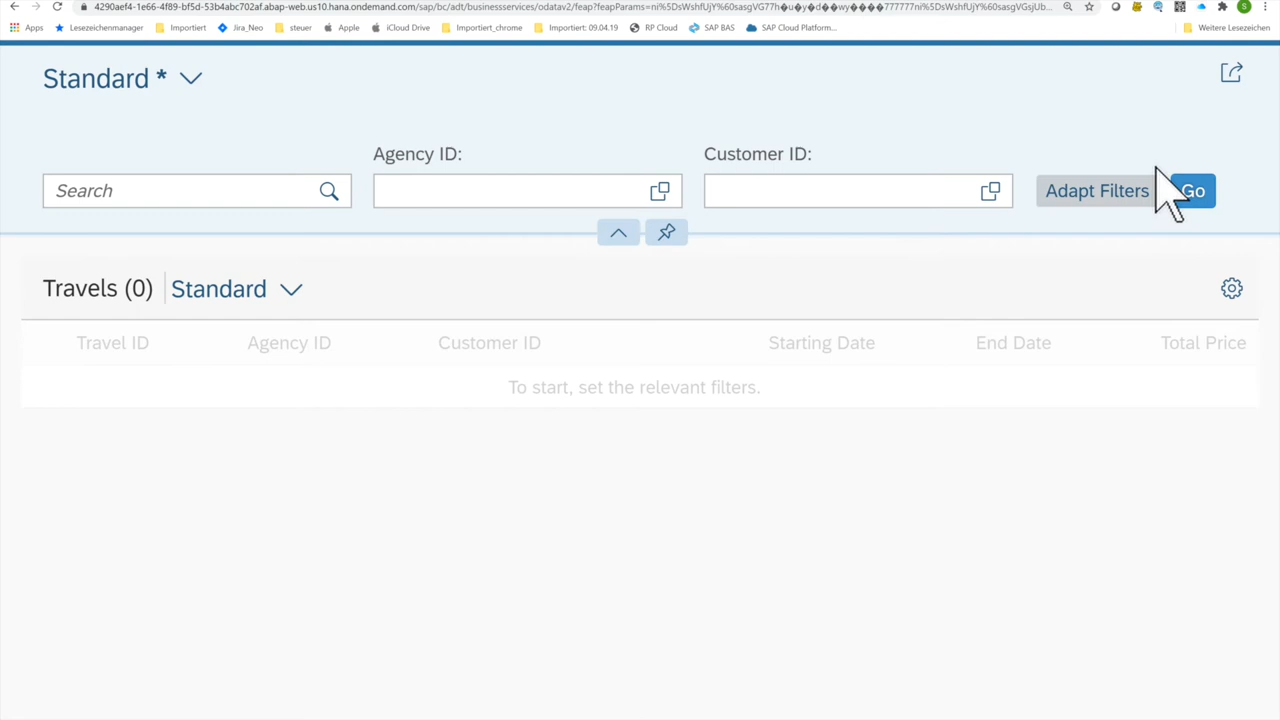 4290aef4-1e66-4f89-bf5d-53b4abc702af.abap-web.us10.hana.ondemand.com/sap/bc/adt/businessservices/odatav2/feap?feapParams=
Apps Lesezeichenmanager Importiert Jira_Neo steuer Apple iCloud Drive Importiert_chrome Importiert: 09.04.19 RP Cloud SAP BAS SAP Cloud Platform... Weitere Lesezeichen
Standard *
Agency ID: Customer ID:
Search Adapt Filters Go
Travels (0) Standard
Travel ID Agency ID Customer ID Starting Date End Date Total Price
To start, set the relevant filters.